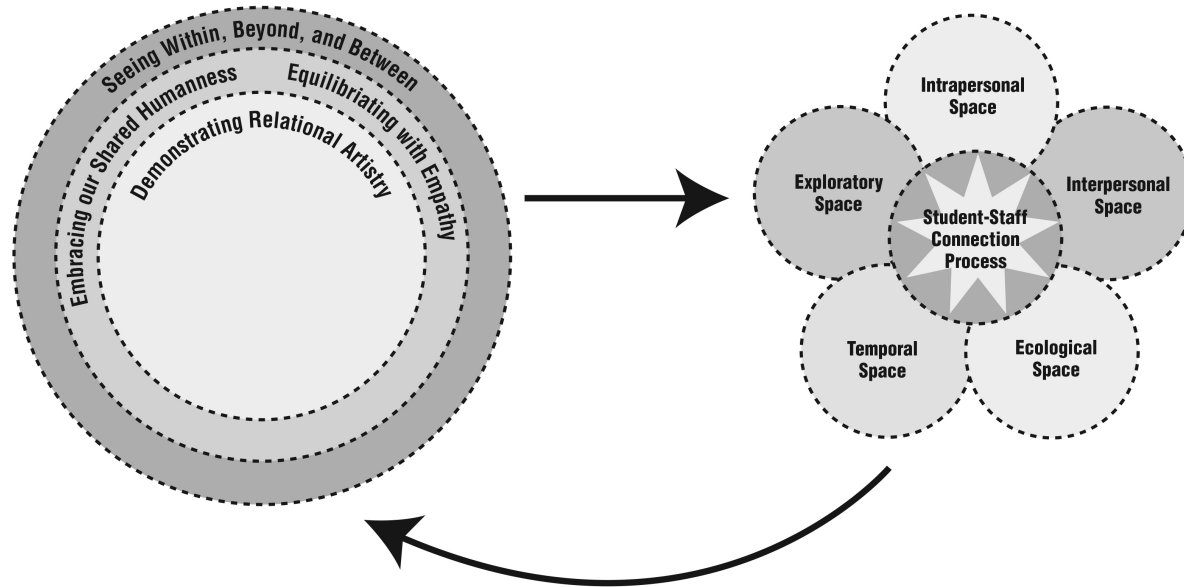 Seeing Within, Beyond, and Between
Embracing our Shared Humanness
Equilibriating with Empathy
Demonstrating Relational Artistry
Intrapersonal
Space
Exploratory
Space
Interpersonal
Space
Student-Staff
Connection
Process
Temporal
Space
Ecological
Space